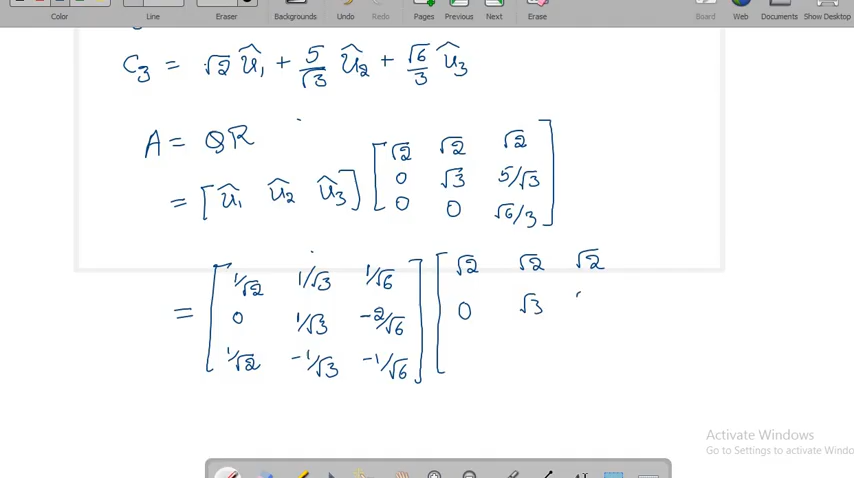 Color Line Eraser Backgrounds Undo Redo Pages Previous Next Erase Board Web Documents Show Desktop
C₃ = √2 û₁ + 5/√3 û₂ + √6/3 û₃
A = QR
= [û₁ û₂ û₃] [√2 √2 √2
0 √3 5/√3
0 0 √6/3]
= [1/√2 1/√3 1/√6] [√2 √2 √2
0 1/√3 -2/√6 0 √3
1/√2 -1/√3 -1/√6
Activate Windows
Go to Settings to activate Windo